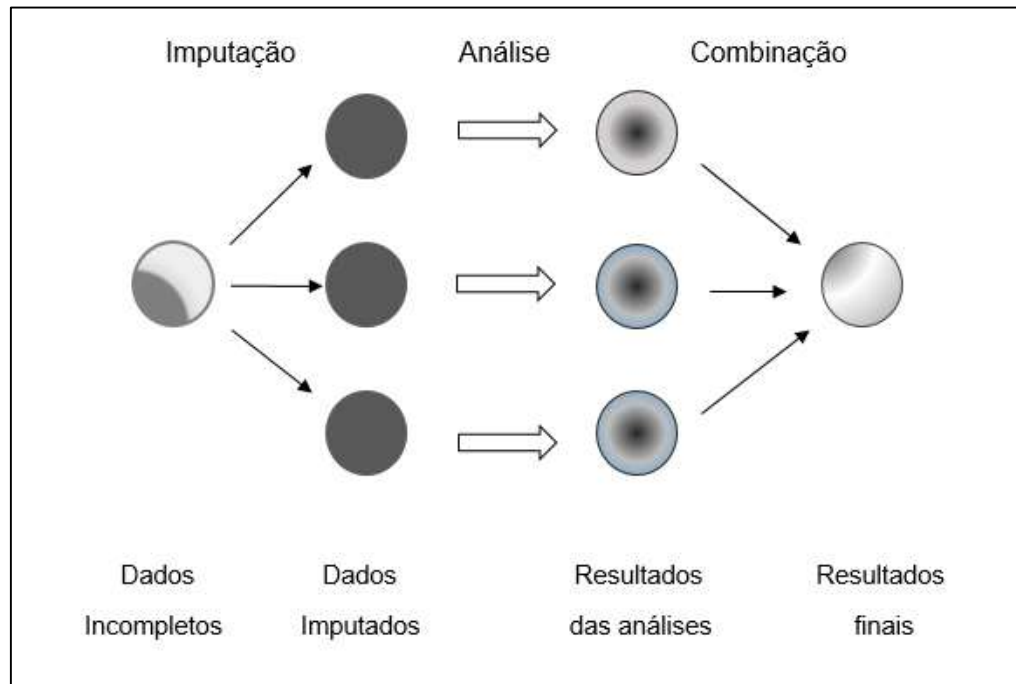 Imputação Análise Combinação
Dados Dados Resultados Resultados
Incompletos Imputados das análises finais